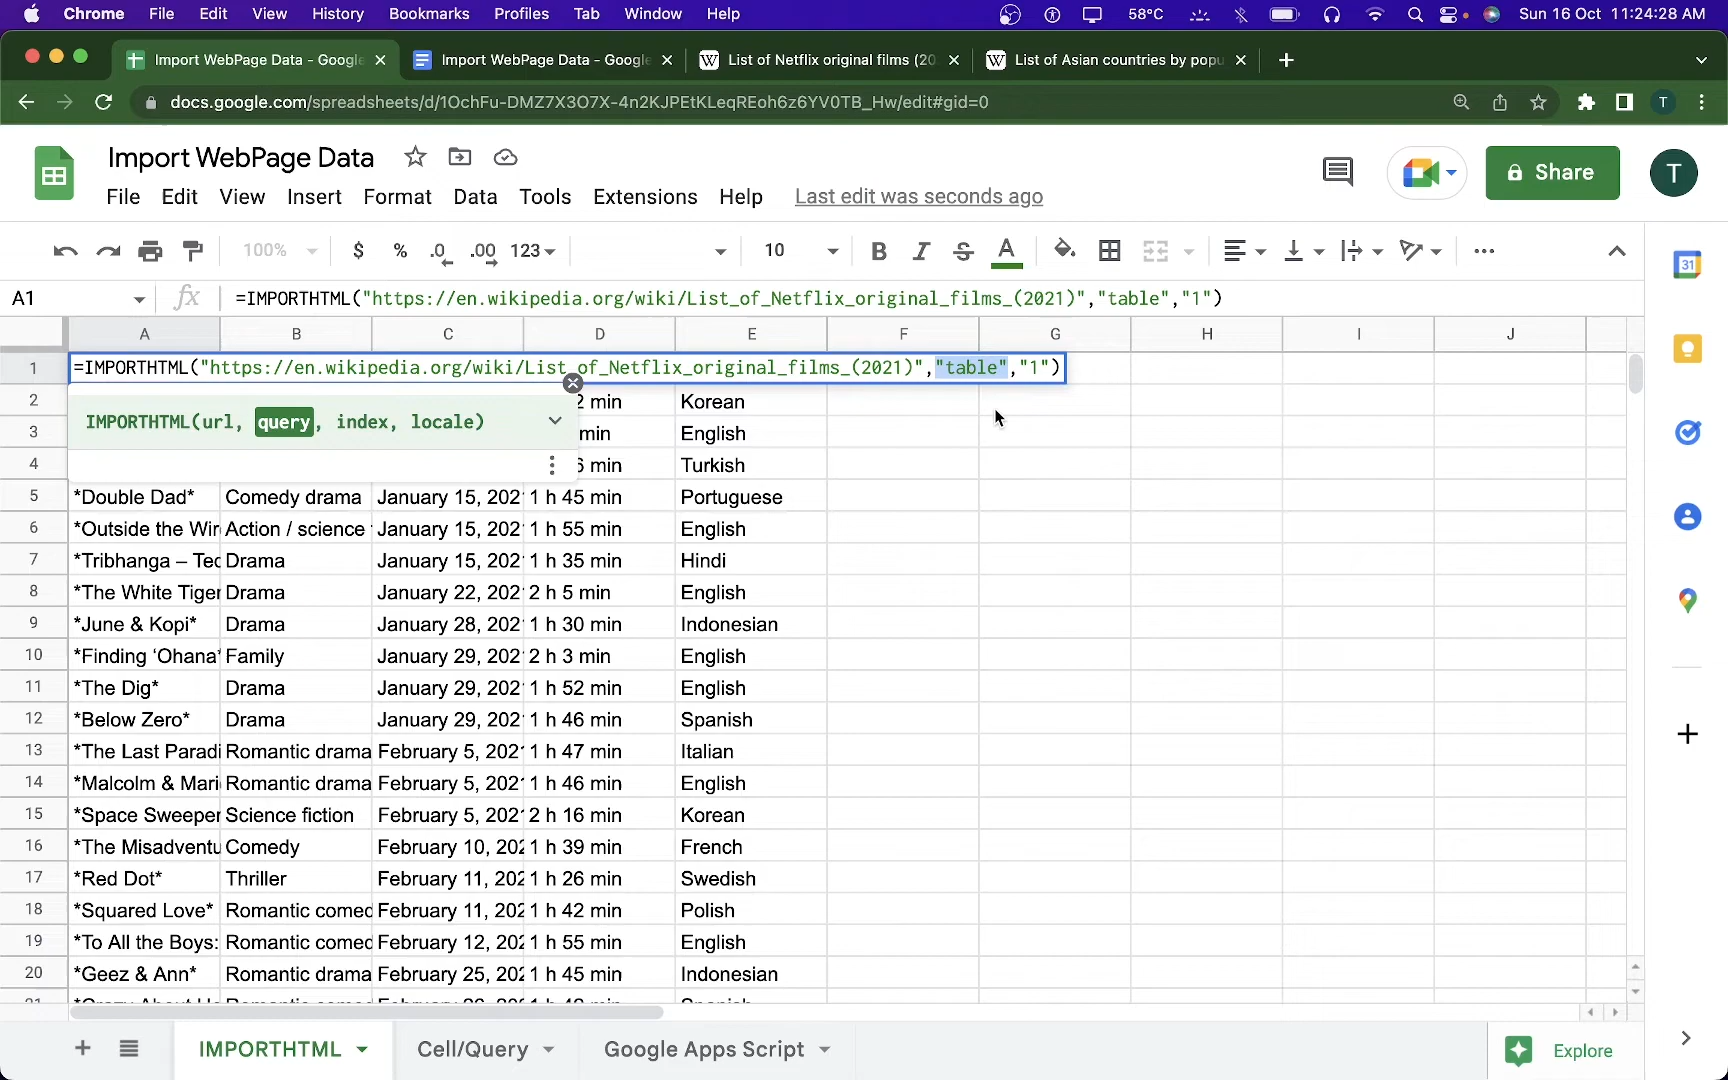 Chrome File Edit View History Bookmarks Profiles Tab Window Help 58°C Sun 16 Oct 11:24:28 AM
Import WebPage Data - Google Import WebPage Data - Google List of Netflix original films (20 List of Asian countries by popu
docs.google.com/spreadsheets/d/1OchFu-DMZ7X3O7X-4n2KJPEtKLeqREoh6z6YV0TB_Hw/edit#gid=0 T
Import WebPage Data Share T
File Edit View Insert Format Data Tools Extensions Help Last edit was seconds ago
100% $ % .0 .00 123 10 B I S A 31
A1 fx =IMPORTHTML("https://en.wikipedia.org/wiki/List_of_Netflix_original_films_(2021)","table","1")
A B C D E F G H I J
1 =IMPORTHTML("https://en.wikipedia.org/wiki/List_of_Netflix_original_films_(2021)","table","1")
2 2 min Korean
IMPORTHTML(url, query, index, locale)
3 min English
4 6 min Turkish
5 *Double Dad* Comedy drama January 15, 202 1 h 45 min Portuguese
6 *Outside the Wir Action / science January 15, 202 1 h 55 min English
7 *Tribhanga – Ted Drama January 15, 202 1 h 35 min Hindi
8 *The White Tiger Drama January 22, 202 2 h 5 min English
9 *June & Kopi* Drama January 28, 202 1 h 30 min Indonesian
10 *Finding ‘Ohana* Family January 29, 202 2 h 3 min English
11 *The Dig* Drama January 29, 202 1 h 52 min English
12 *Below Zero* Drama January 29, 202 1 h 46 min Spanish
13 *The Last Paradi Romantic drama February 5, 202 1 h 47 min Italian
14 *Malcolm & Mari Romantic drama February 5, 202 1 h 46 min English
15 *Space Sweeper Science fiction February 5, 202 2 h 16 min Korean
16 *The Misadventu Comedy February 10, 202 1 h 39 min French
17 *Red Dot* Thriller February 11, 202 1 h 26 min Swedish
18 *Squared Love* Romantic comed February 11, 202 1 h 42 min Polish
19 *To All the Boys: Romantic comed February 12, 202 1 h 55 min English
20 *Geez & Ann* Romantic drama February 25, 202 1 h 45 min Indonesian
IMPORTHTML Cell/Query Google Apps Script Explore